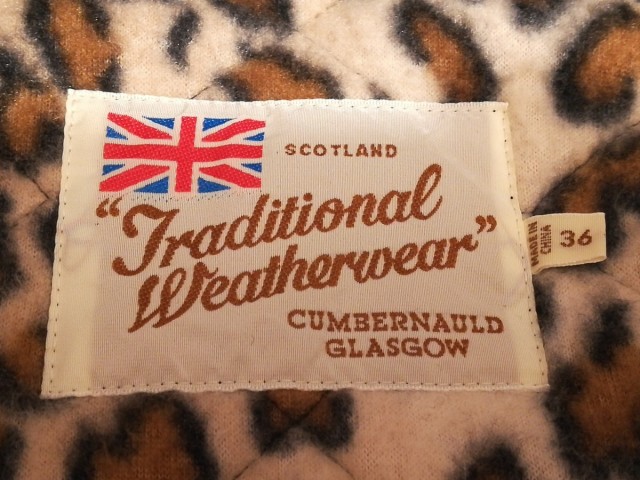 SCOTLAND
"Traditional
Weatherwear"
CUMBERNAULD
GLASGOW
MADE IN
CHINA
36